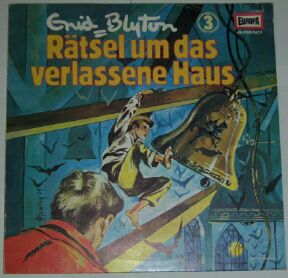 Enid Blyton
3
EUROPA
JUGEND
Rätsel um das
verlassene Haus